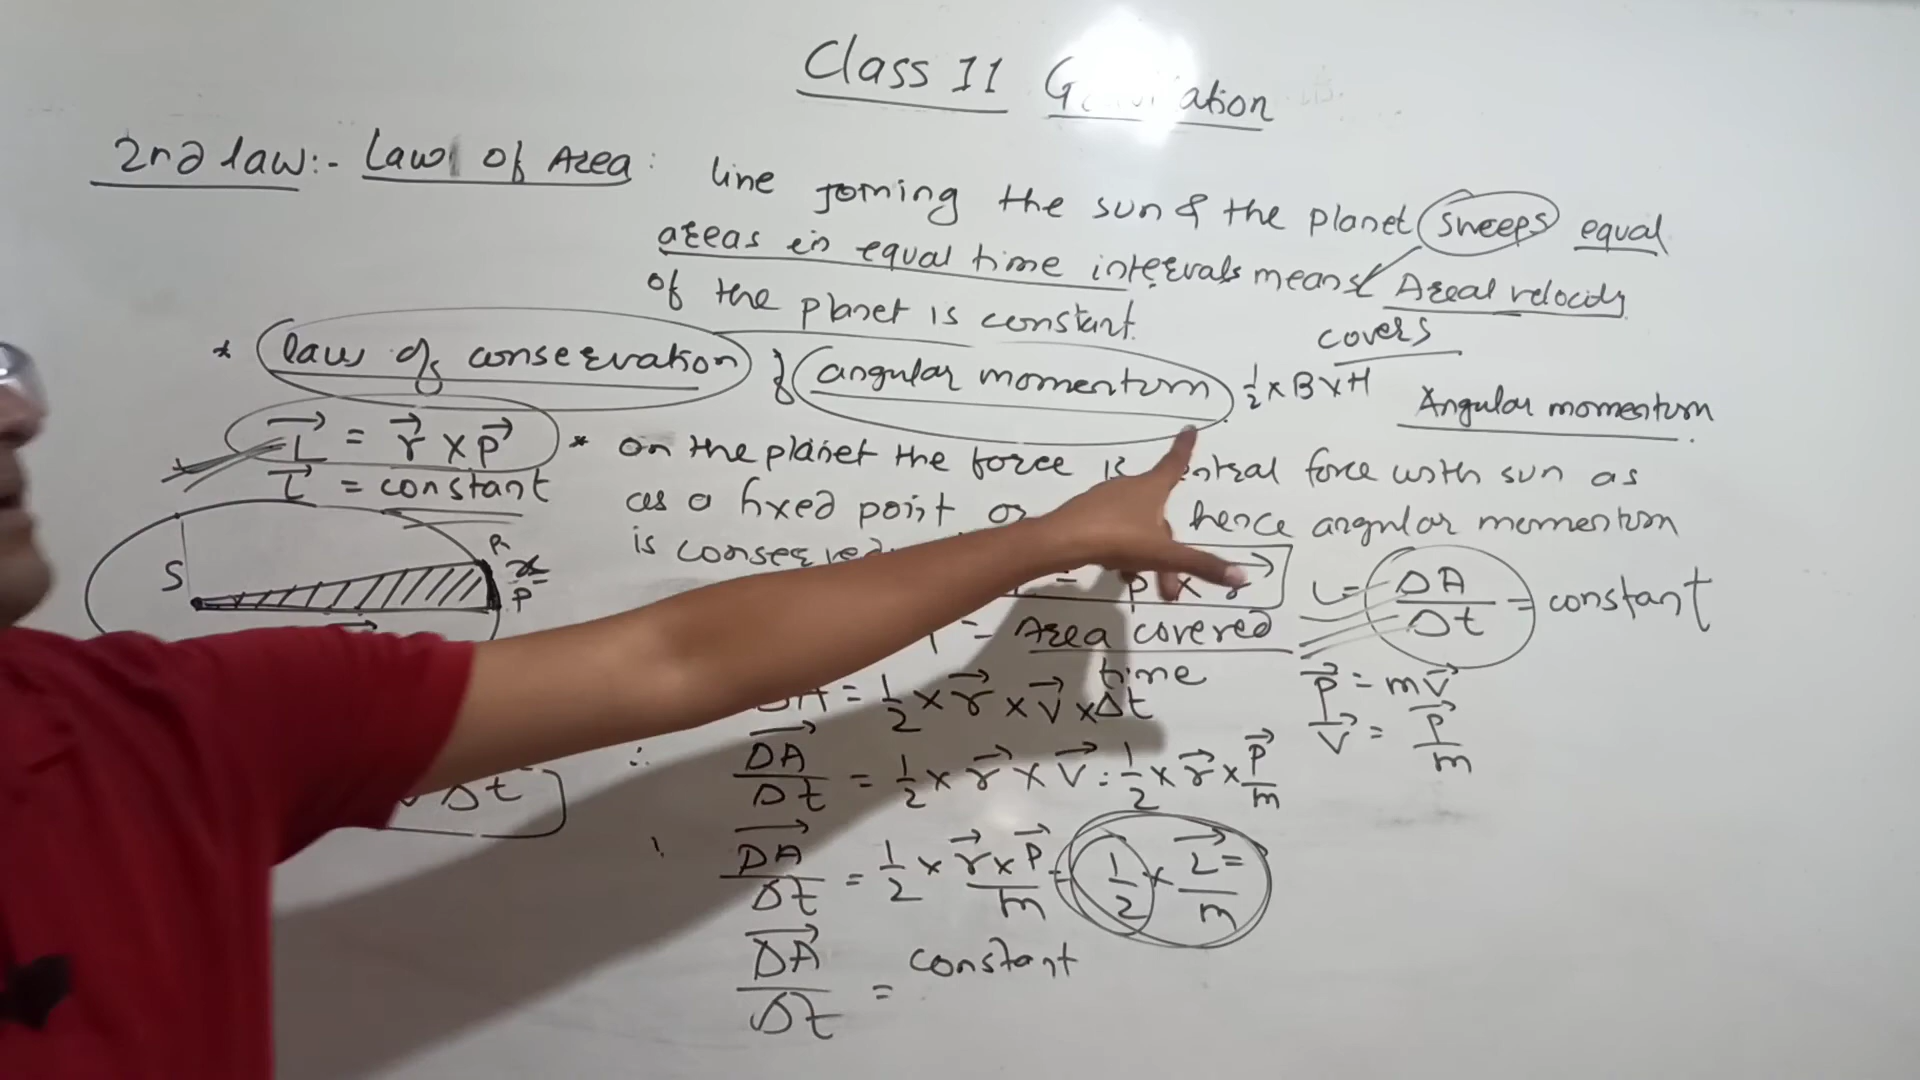 Class 11 G ation
2nd law:- Law of Area: line joining the sun & the planet sweeps equal
areas in equal time intervals means Areal velocity
of the planet is constant.
covers
* law of conservation of angular momentum 1/2 × B × H Angular momentum
L⃗ = r⃗ × p⃗ * on the planet the force is central force with sun as
L⃗ = constant as a fixed point hence angular momentum
is conserved
S
P
p × r⃗ L = ΔA/Δt = constant
= Area covered / time
p⃗ = mv⃗
ΔA = 1/2 × r⃗ × v⃗ × Δt
v⃗ = p⃗/m
∴ ΔA⃗/Δt = 1/2 × r⃗ × v⃗ = 1/2 × r⃗ × p⃗/m
Δt
ΔA⃗/Δt = 1/2 × r⃗ × p⃗/m = 1/2 × L⃗/m =
ΔA⃗/Δt = constant